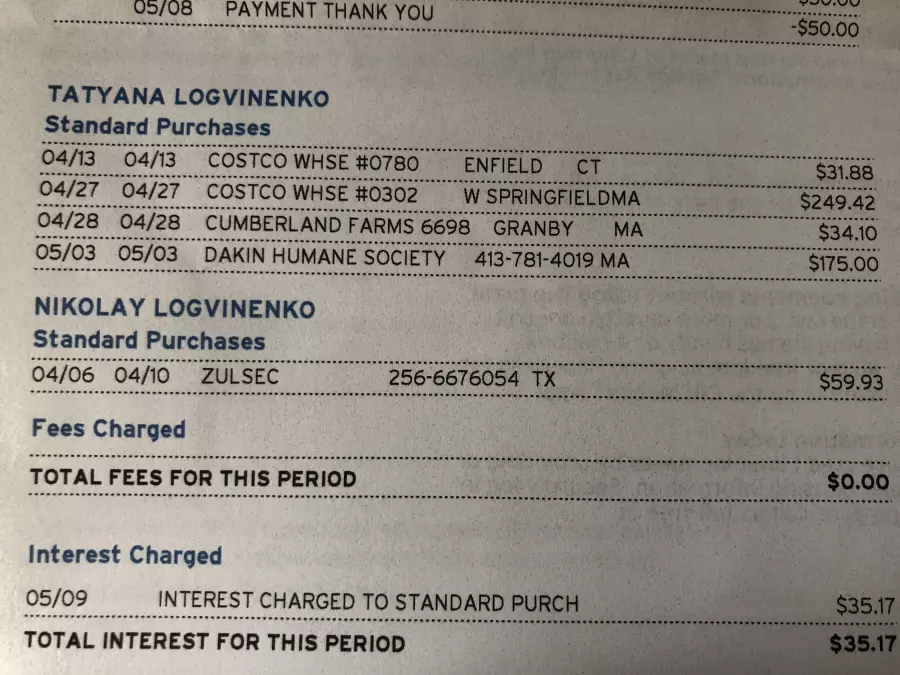 05/08 PAYMENT THANK YOU -$50.00
TATYANA LOGVINENKO
Standard Purchases
04/13 04/13 COSTCO WHSE #0780 ENFIELD CT $31.88
04/27 04/27 COSTCO WHSE #0302 W SPRINGFIELDMA $249.42
04/28 04/28 CUMBERLAND FARMS 6698 GRANBY MA $34.10
05/03 05/03 DAKIN HUMANE SOCIETY 413-781-4019 MA $175.00
NIKOLAY LOGVINENKO
Standard Purchases
04/06 04/10 ZULSEC 256-6676054 TX $59.93
Fees Charged
TOTAL FEES FOR THIS PERIOD $0.00
Interest Charged
05/09 INTEREST CHARGED TO STANDARD PURCH $35.17
TOTAL INTEREST FOR THIS PERIOD $35.17